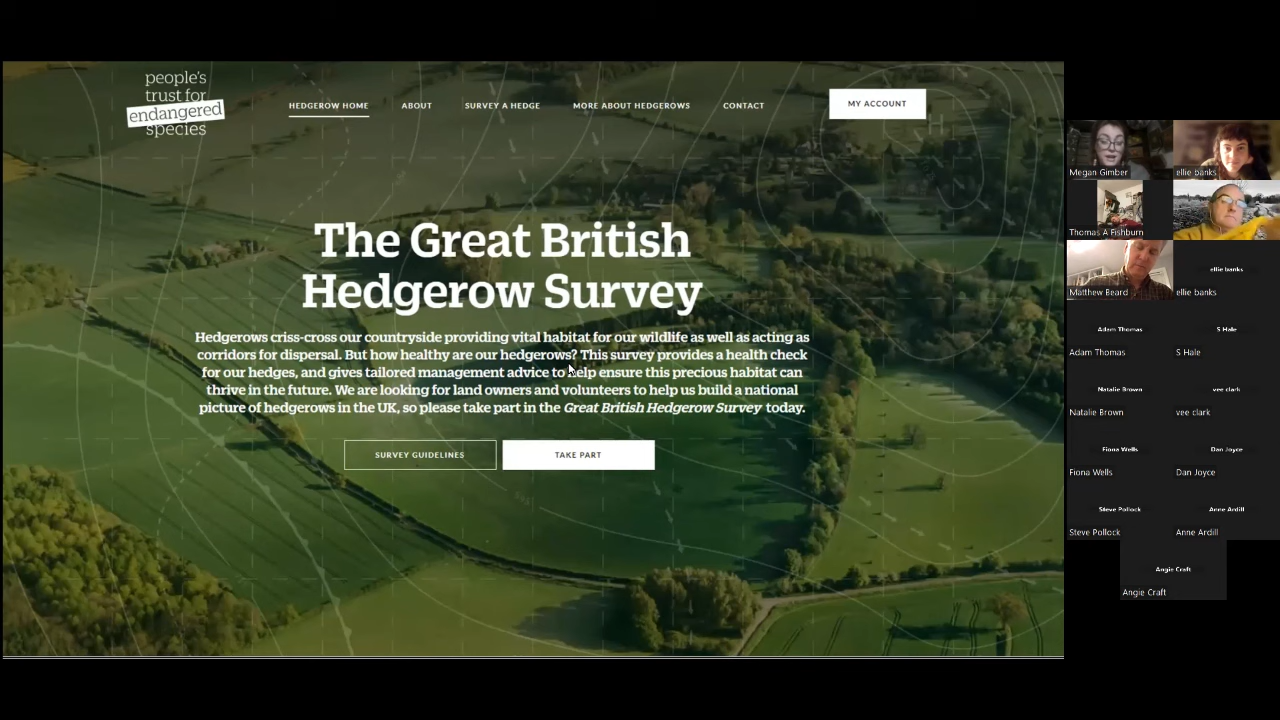 people's
trust for
endangered
species
HEDGEROW HOME
ABOUT
SURVEY A HEDGE
MORE ABOUT HEDGEROWS
CONTACT
MY ACCOUNT
The Great British
Hedgerow Survey
Hedgerows criss-cross our countryside providing vital habitat for our wildlife as well as acting as
corridors for dispersal. But how healthy are our hedgerows? This survey provides a health check
for our hedges, and gives tailored management advice to help ensure this precious habitat can
thrive in the future. We are looking for land owners and volunteers to help us build a national
picture of hedgerows in the UK, so please take part in the Great British Hedgerow Survey today.
SURVEY GUIDELINES
TAKE PART
Megan Gimber
ellie banks
Thomas A Fishburn
Matthew Beard
ellie banks
ellie banks
Adam Thomas
S Hale
Adam Thomas
S Hale
Natalie Brown
vee clark
Natalie Brown
vee clark
Fiona Wells
Dan Joyce
Fiona Wells
Dan Joyce
Steve Pollock
Anne Ardill
Steve Pollock
Anne Ardill
Angie Craft
Angie Craft